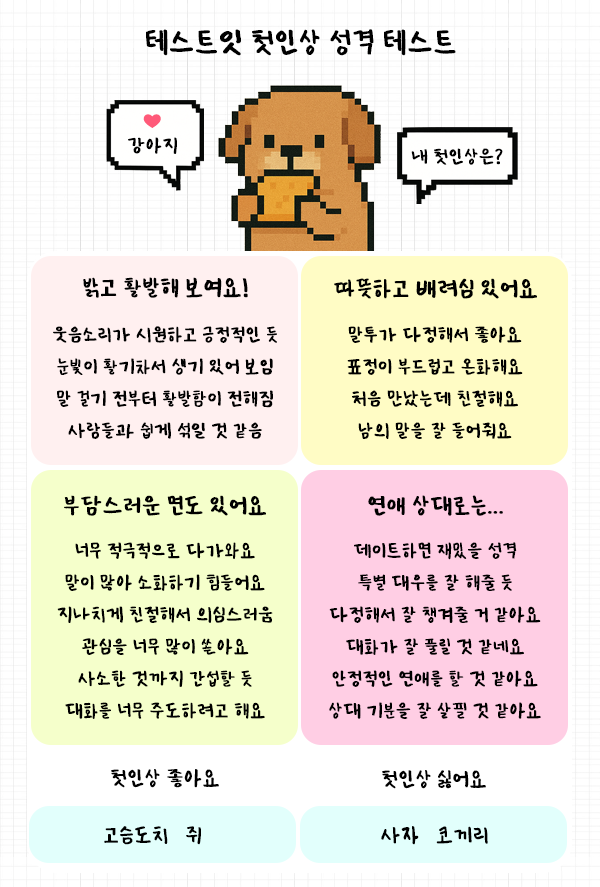 테스트잇 첫인상 성격 테스트
강아지
내 첫인상은?
밝고 활발해 보여요!
웃음소리가 시원하고 긍정적인 듯
눈빛이 활기차서 생기 있어 보임
말 걸기 전부터 활발함이 전해짐
사람들과 쉽게 섞일 것 같음
따뜻하고 배려심 있어요
말투가 다정해서 좋아요
표정이 부드럽고 온화해요
처음 만났는데 친절해요
남의 말을 잘 들어줘요
부담스러운 면도 있어요
너무 적극적으로 다가와요
말이 많아 소화하기 힘들어요
지나치게 친절해서 의심스러움
관심을 너무 많이 쏟아요
사소한 것까지 간섭할 듯
대화를 너무 주도하려고 해요
연애 상대로는...
데이트하면 재밌을 성격
특별 대우를 잘 해줄 듯
다정해서 잘 챙겨줄 거 같아요
대화가 잘 풀릴 것 같네요
안정적인 연애를 할 것 같아요
상대 기분을 잘 살필 것 같아요
첫인상 좋아요
고슴도치 쥐
첫인상 싫어요
사자 코끼리